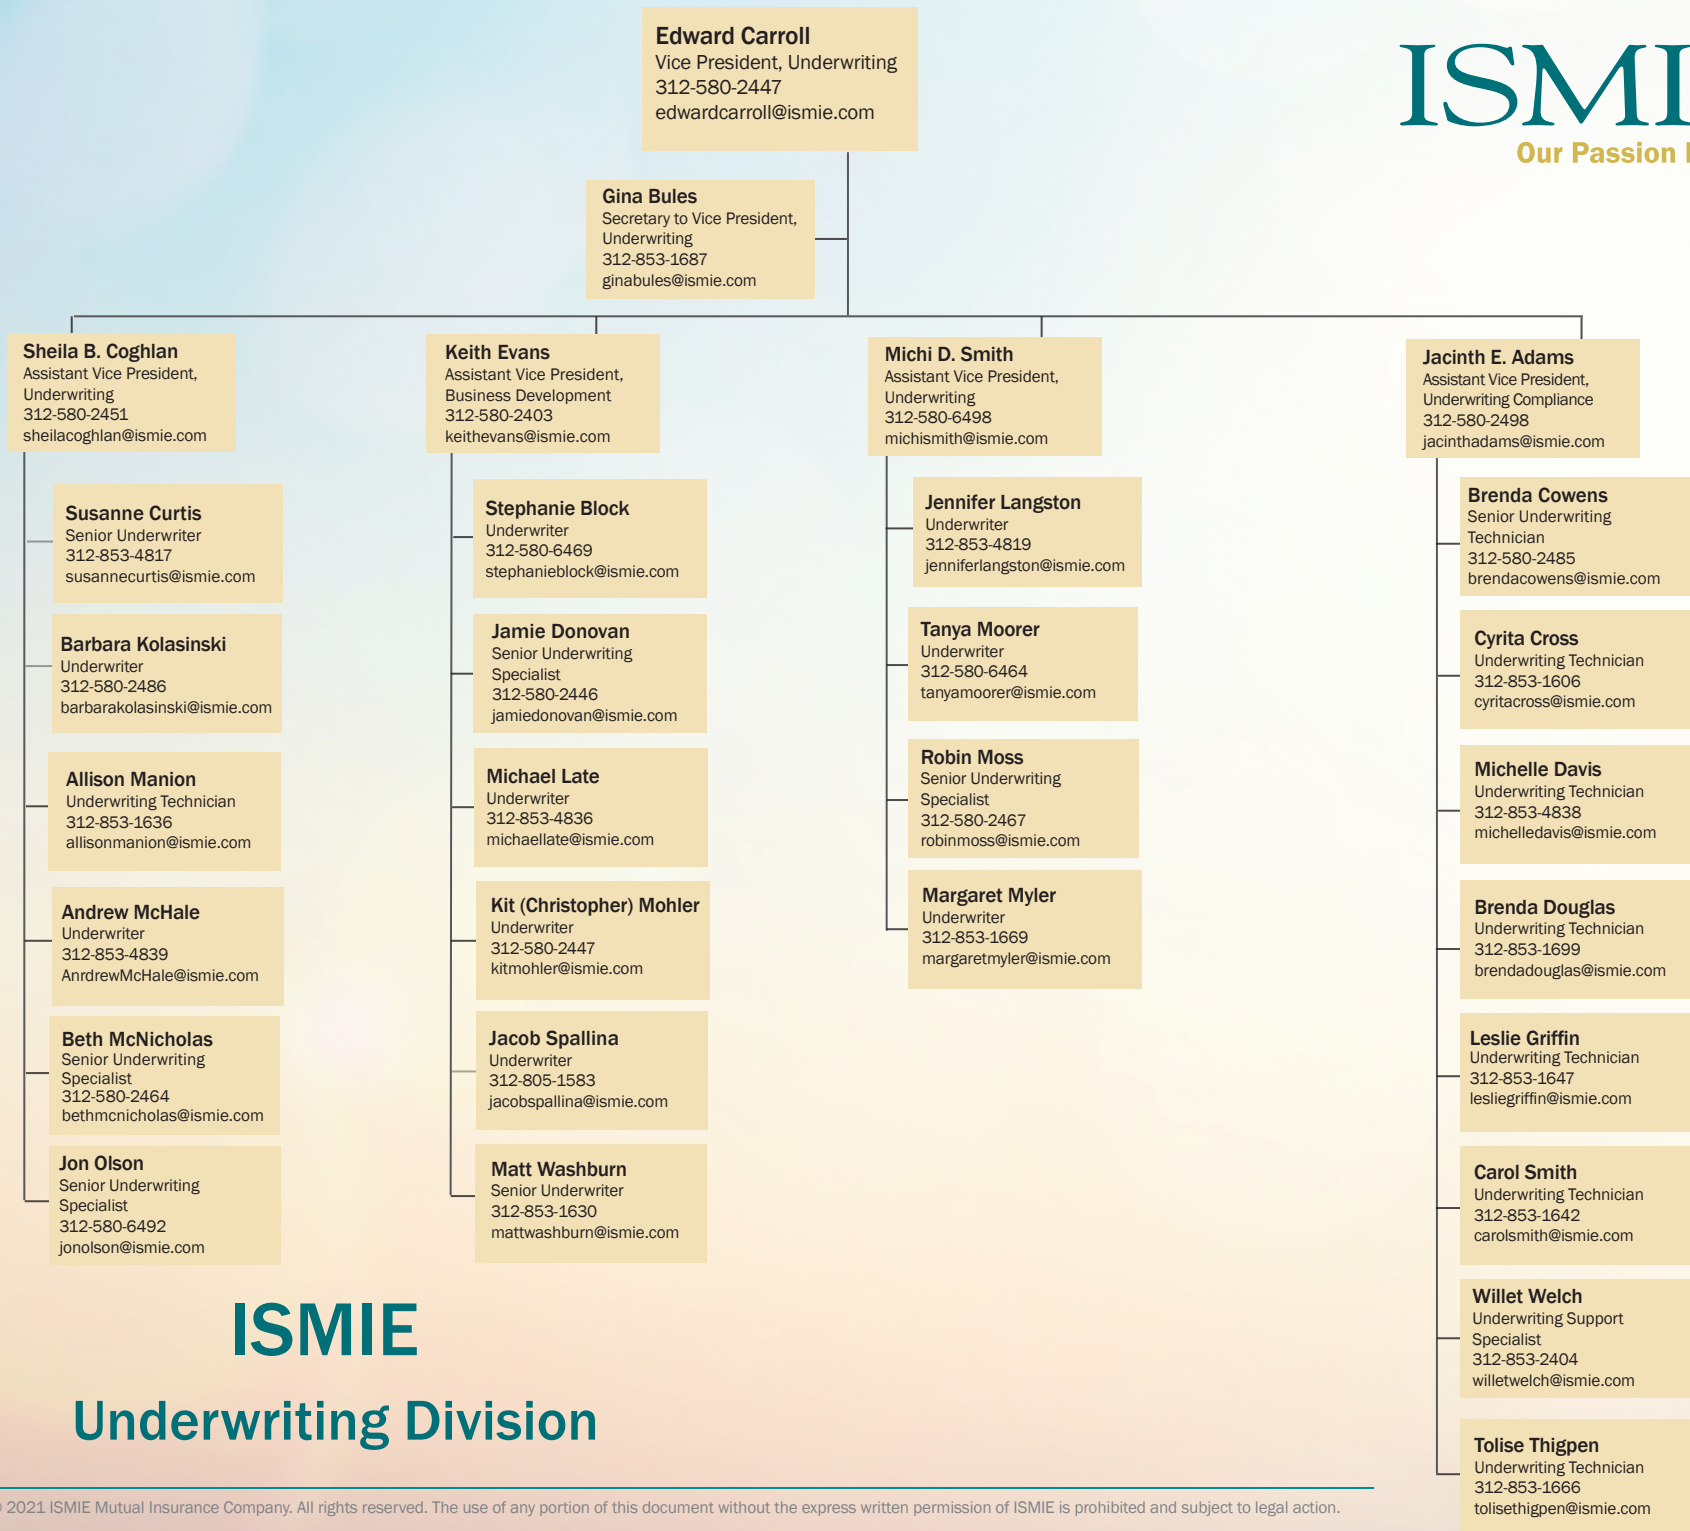 Edward Carroll
Vice President, Underwriting
312-580-2447
edwardcarroll@ismie.com
ISMI
Our Passion
Gina Bules
Secretary to Vice President,
Underwriting
312-853-1687
ginabules@ismie.com
Sheila B. Coghlan
Assistant Vice President,
Underwriting
312-580-2451
sheilacoghlan@ismie.com
Susanne Curtis
Senior Underwriter
312-853-4817
susannecurtis@ismie.com
Barbara Kolasinski
Underwriter
312-580-2486
barbarakolasinski@ismie.com
Allison Manion
Underwriting Technician
312-853-1636
allisonmanion@ismie.com
Andrew McHale
Underwriter
312-853-4839
AnrdrewMcHale@ismie.com
Beth McNicholas
Senior Underwriting
Specialist
312-580-2464
bethmcnicholas@ismie.com
Jon Olson
Senior Underwriting
Specialist
312-580-6492
jonolson@ismie.com
Keith Evans
Assistant Vice President,
Business Development
312-580-2403
keithevans@ismie.com
Stephanie Block
Underwriter
312-580-6469
stephanieblock@ismie.com
Jamie Donovan
Senior Underwriting
Specialist
312-580-2446
jamiedonovan@ismie.com
Michael Late
Underwriter
312-853-4836
michaellate@ismie.com
Kit (Christopher) Mohler
Underwriter
312-580-2447
kitmohler@ismie.com
Jacob Spallina
Underwriter
312-805-1583
jacobspallina@ismie.com
Matt Washburn
Senior Underwriter
312-853-1630
mattwashburn@ismie.com
Michi D. Smith
Assistant Vice President,
Underwriting
312-580-6498
michismith@ismie.com
Jennifer Langston
Underwriter
312-853-4819
jenniferlangston@ismie.com
Tanya Moorer
Underwriter
312-580-6464
tanyamoorer@ismie.com
Robin Moss
Senior Underwriting
Specialist
312-580-2467
robinmoss@ismie.com
Margaret Myler
Underwriter
312-853-1669
margaretmyler@ismie.com
Jacinth E. Adams
Assistant Vice President,
Underwriting Compliance
312-580-2498
jacinthadams@ismie.com
Brenda Cowens
Senior Underwriting
Technician
312-580-2485
brendacowens@ismie.com
Cyrita Cross
Underwriting Technician
312-853-1606
cyritacross@ismie.com
Michelle Davis
Underwriting Technician
312-853-4838
michelledavis@ismie.com
Brenda Douglas
Underwriting Technician
312-853-1699
brendadouglas@ismie.com
Leslie Griffin
Underwriting Technician
312-853-1647
lesliegriffin@ismie.com
Carol Smith
Underwriting Technician
312-853-1642
carolsmith@ismie.com
Willet Welch
Underwriting Support
Specialist
312-853-2404
willetwelch@ismie.com
Tolise Thigpen
Underwriting Technician
312-853-1666
tolisethigpen@ismie.com
ISMIE
Underwriting Division
2021 ISMIE Mutual Insurance Company. All rights reserved. The use of any portion of this document without the express written permission of ISMIE is prohibited and subject to legal action.